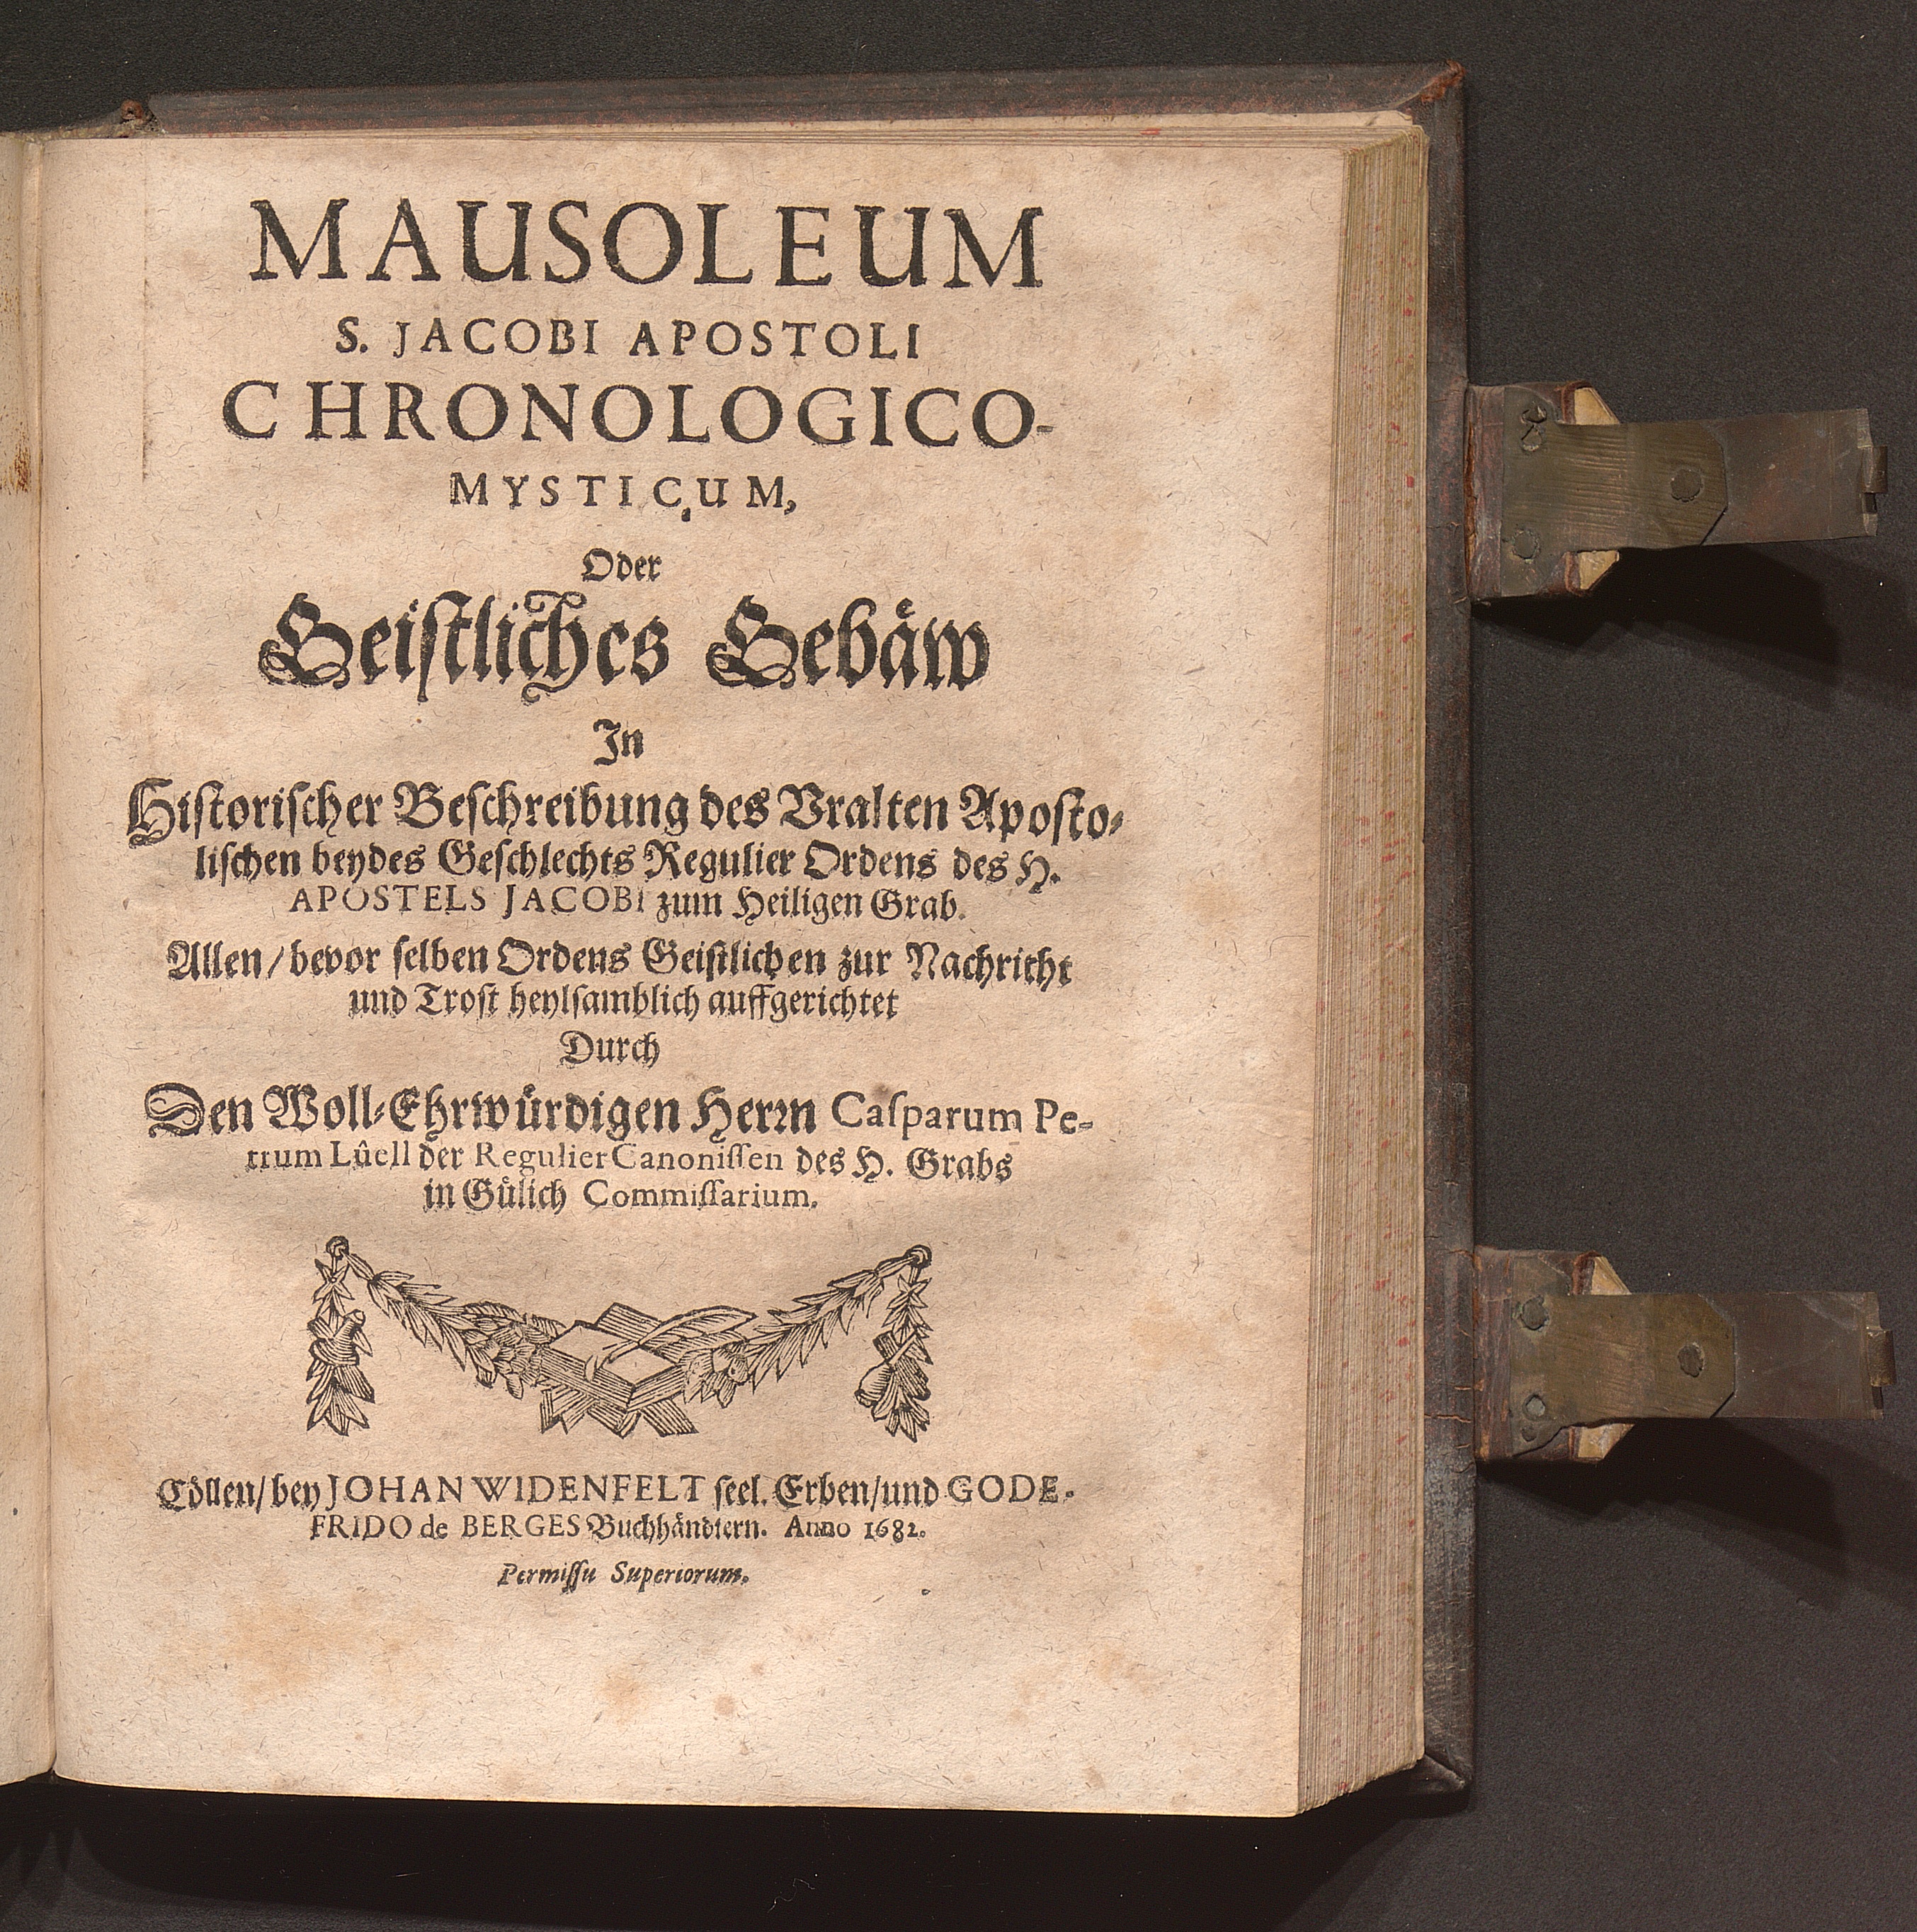 MAUSOLEUM
S. JACOBI APOSTOLI
CHRONOLOGICO-
MYSTICUM,
Oder
Geiſtliches Gebäw
In
Hiſtoriſcher Beſchreibung des Vralten Apoſto-
liſchen beydes Geſchlechts Regulier Ordens des H.
APOSTELS JACOBI zum Heiligen Grab.
Allen/ bevor ſelben Ordens Geiſtlichen zur Nachricht
und Troſt heylſamblich auffgerichtet
Durch
Den Woll-Ehrwürdigen Herrn Caſparum Pe-
trum Lûell der Regulier Canoniſſen des H. Grabs
in Gülich Commiſſarium.
Cöllen/ bey JOHAN WIDENFELT ſeel. Erben/ und GODE-
FRIDO de BERGES Buchhändlern. Anno 1682.
Permiſſu Superiorum.